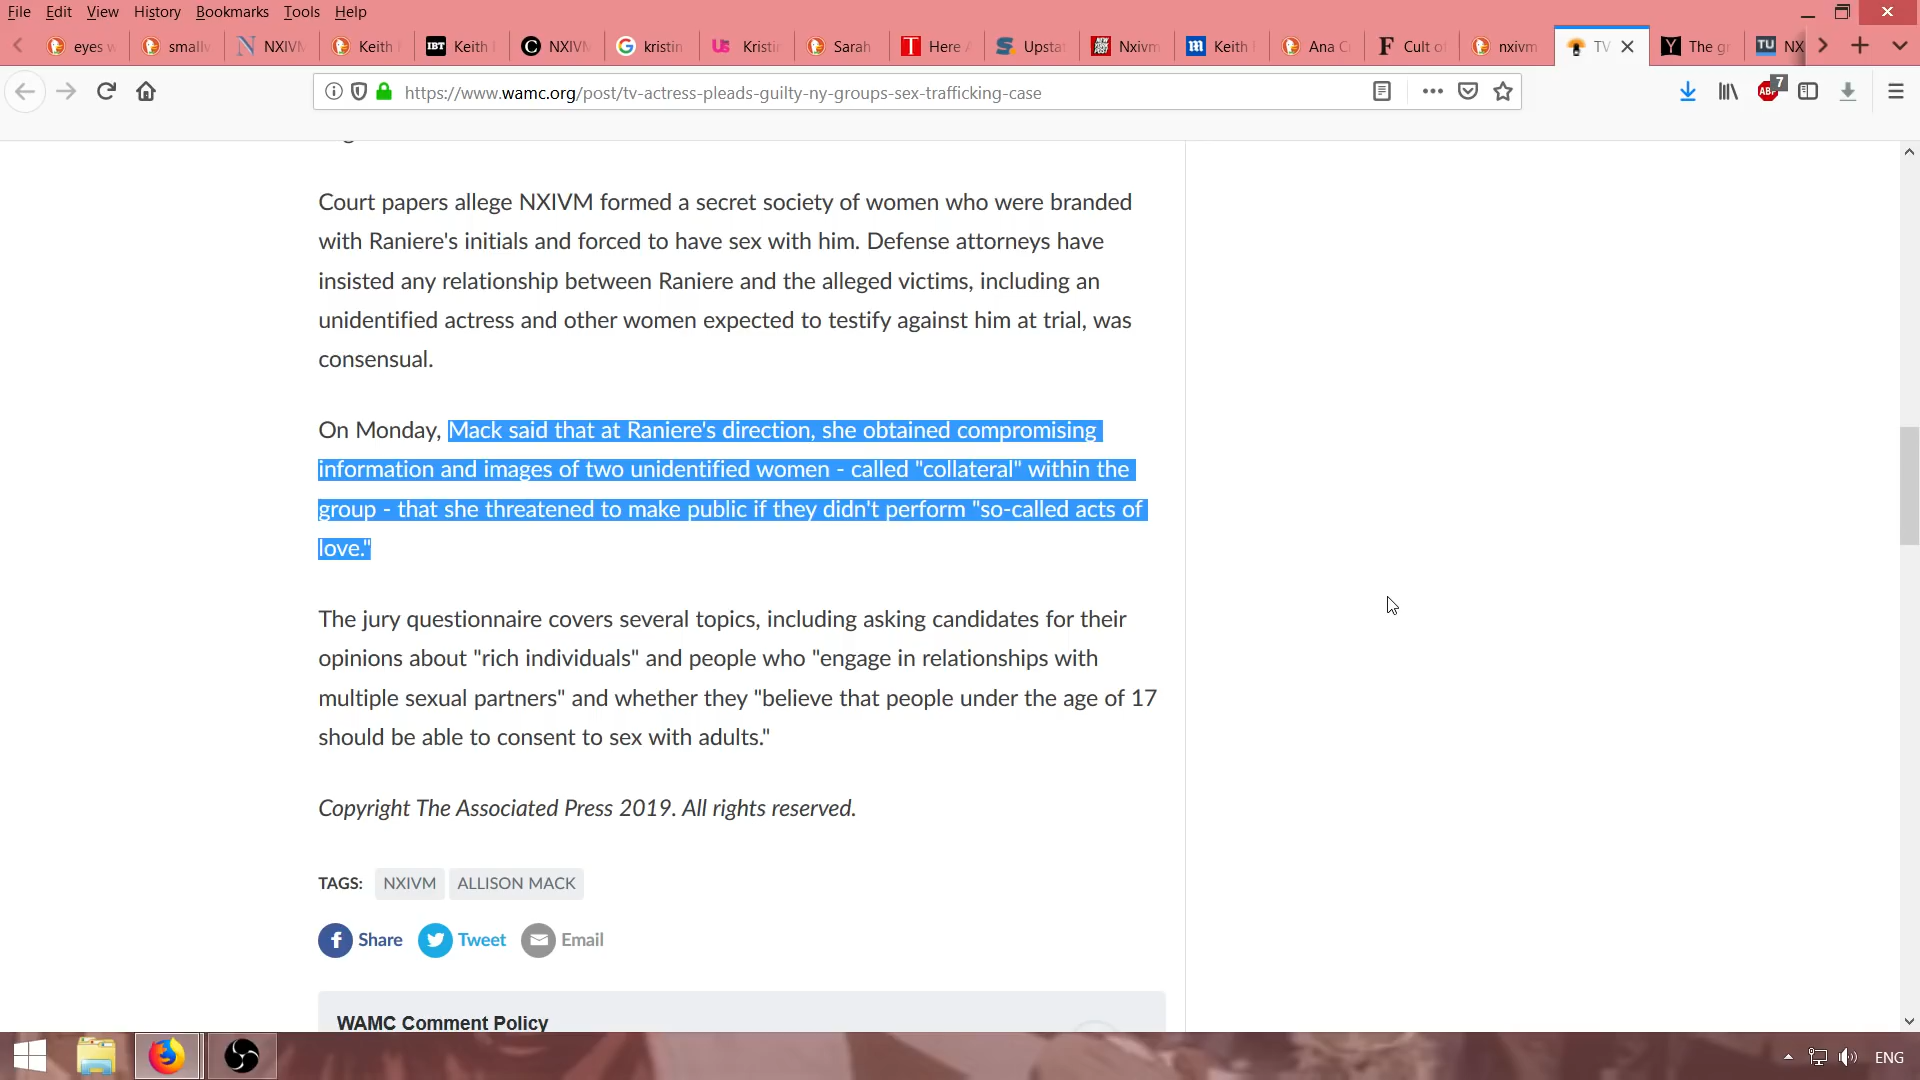 File Edit View History Bookmarks Tools Help
eyes w
smallv
NXIVM
Keith
IBT Keith
NXIVM
kristin
Us Kristin
Sarah
T Here
S Upstat
Nxivm
m Keith
Ana C
F Cult of
nxivm
TV
Y The gr
TU NX
https://www.wamc.org/post/tv-actress-pleads-guilty-ny-groups-sex-trafficking-case
ABP 7
Court papers allege NXIVM formed a secret society of women who were branded
with Raniere's initials and forced to have sex with him. Defense attorneys have
insisted any relationship between Raniere and the alleged victims, including an
unidentified actress and other women expected to testify against him at trial, was
consensual.
On Monday, Mack said that at Raniere's direction, she obtained compromising
information and images of two unidentified women - called "collateral" within the
group - that she threatened to make public if they didn't perform "so-called acts of
love."
The jury questionnaire covers several topics, including asking candidates for their
opinions about "rich individuals" and people who "engage in relationships with
multiple sexual partners" and whether they "believe that people under the age of 17
should be able to consent to sex with adults."
Copyright The Associated Press 2019. All rights reserved.
TAGS: NXIVM ALLISON MACK
f Share Tweet Email
WAMC Comment Policy
ENG